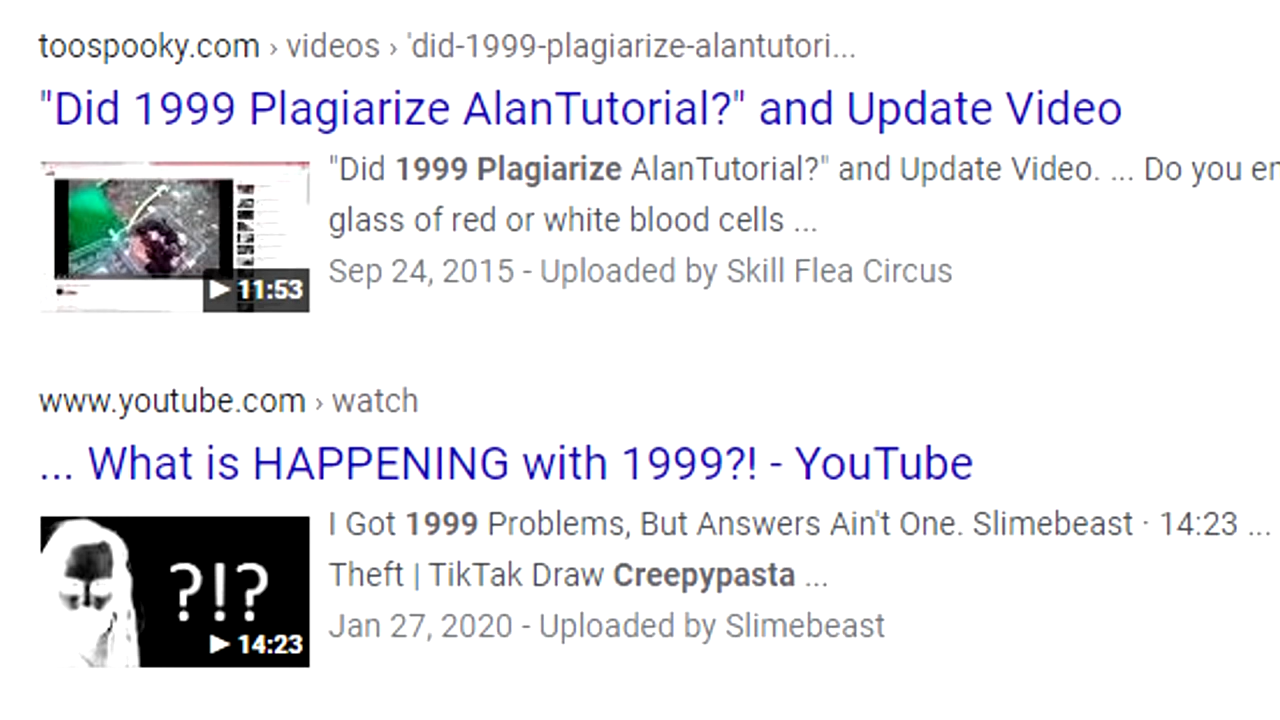 toospooky.com › videos › 'did-1999-plagiarize-alantutori...
"Did 1999 Plagiarize AlanTutorial?" and Update Video
"Did 1999 Plagiarize AlanTutorial?" and Update Video. ... Do you
glass of red or white blood cells ...
Sep 24, 2015 - Uploaded by Skill Flea Circus
11:53
www.youtube.com › watch
... What is HAPPENING with 1999?! - YouTube
I Got 1999 Problems, But Answers Ain't One. Slimebeast · 14:23 ...
Theft | TikTak Draw Creepypasta ...
Jan 27, 2020 - Uploaded by Slimebeast
?!?
14:23